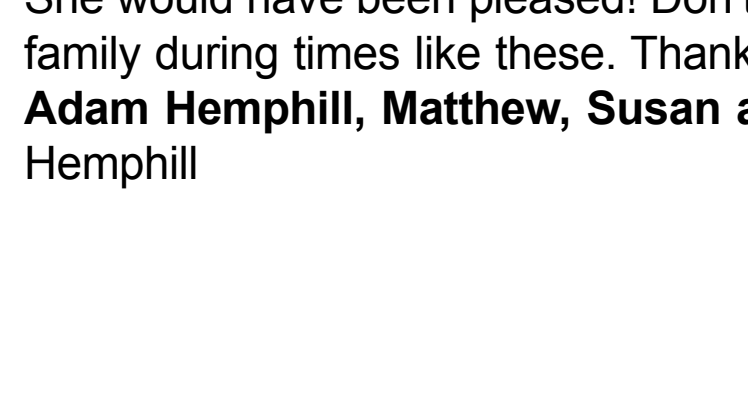 She would have been pleased! Don't
family during times like these. Thank
Adam Hemphill, Matthew, Susan a
Hemphill